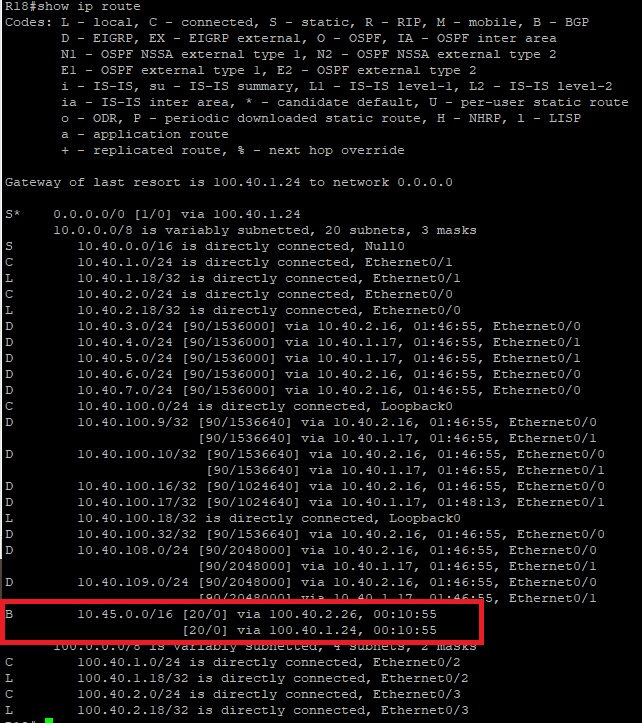 R18#show ip route
Codes: L - local, C - connected, S - static, R - RIP, M - mobile, B - BGP
D - EIGRP, EX - EIGRP external, O - OSPF, IA - OSPF inter area
N1 - OSPF NSSA external type 1, N2 - OSPF NSSA external type 2
E1 - OSPF external type 1, E2 - OSPF external type 2
i - IS-IS, su - IS-IS summary, L1 - IS-IS level-1, L2 - IS-IS level-2
ia - IS-IS inter area, * - candidate default, U - per-user static route
o - ODR, P - periodic downloaded static route, H - NHRP, l - LISP
a - application route
+ - replicated route, % - next hop override
Gateway of last resort is 100.40.1.24 to network 0.0.0.0
S* 0.0.0.0/0 [1/0] via 100.40.1.24
10.0.0.0/8 is variably subnetted, 20 subnets, 3 masks
S 10.40.0.0/16 is directly connected, Null0
C 10.40.1.0/24 is directly connected, Ethernet0/1
L 10.40.1.18/32 is directly connected, Ethernet0/1
C 10.40.2.0/24 is directly connected, Ethernet0/0
L 10.40.2.18/32 is directly connected, Ethernet0/0
D 10.40.3.0/24 [90/1536000] via 10.40.2.16, 01:46:55, Ethernet0/0
D 10.40.4.0/24 [90/1536000] via 10.40.1.17, 01:46:55, Ethernet0/1
D 10.40.5.0/24 [90/1536000] via 10.40.1.17, 01:46:55, Ethernet0/1
D 10.40.6.0/24 [90/1536000] via 10.40.2.16, 01:46:55, Ethernet0/0
D 10.40.7.0/24 [90/1536000] via 10.40.2.16, 01:46:55, Ethernet0/0
C 10.40.100.0/24 is directly connected, Loopback0
D 10.40.100.9/32 [90/1536640] via 10.40.2.16, 01:46:55, Ethernet0/0
[90/1536640] via 10.40.1.17, 01:46:55, Ethernet0/1
D 10.40.100.10/32 [90/1536640] via 10.40.2.16, 01:46:55, Ethernet0/0
[90/1536640] via 10.40.1.17, 01:46:55, Ethernet0/1
D 10.40.100.16/32 [90/1024640] via 10.40.2.16, 01:46:55, Ethernet0/0
D 10.40.100.17/32 [90/1024640] via 10.40.1.17, 01:48:13, Ethernet0/1
L 10.40.100.18/32 is directly connected, Loopback0
D 10.40.100.32/32 [90/1536640] via 10.40.2.16, 01:46:55, Ethernet0/0
D 10.40.108.0/24 [90/2048000] via 10.40.2.16, 01:46:55, Ethernet0/0
[90/2048000] via 10.40.1.17, 01:46:55, Ethernet0/1
D 10.40.109.0/24 [90/2048000] via 10.40.2.16, 01:46:55, Ethernet0/0
[90/2048000] via 10.40.1.17, 01:46:55, Ethernet0/1
B 10.45.0.0/16 [20/0] via 100.40.2.26, 00:10:55
[20/0] via 100.40.1.24, 00:10:55
100.0.0.0/8 is variably subnetted, 4 subnets, 2 masks
C 100.40.1.0/24 is directly connected, Ethernet0/2
L 100.40.1.18/32 is directly connected, Ethernet0/2
C 100.40.2.0/24 is directly connected, Ethernet0/3
L 100.40.2.18/32 is directly connected, Ethernet0/3
R18#